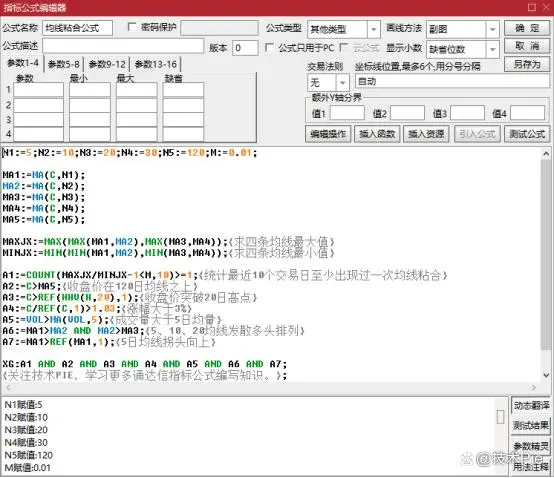 指标公式编辑器
公式名称 均线粘合公式 密码保护 公式类型 其他类型 画线方法 副图 确 定
公式描述 版本 0 公式只用于PC 云公式 显示小数 缺省位数 取 消
参数1-4 参数5-8 参数9-12 参数13-16 交易法则 坐标线位置,最多6个,用分号分隔 另存为
参数 最小 最大 缺省 无 自动
1
2
3
4
额外Y轴分界
值1 值2 值3 值4
编辑操作 插入函数 插入资源 引入公式 测试公式
N1:=5;N2:=10;N3:=20;N4:=30;N5:=120;M:=0.01;
MA1:=MA(C,N1);
MA2:=MA(C,N2);
MA3:=MA(C,N3);
MA4:=MA(C,N4);
MA5:=MA(C,N5);
MAXJX:=MAX(MAX(MA1,MA2),MAX(MA3,MA4));{求四条均线最大值}
MINJX:=MIN(MIN(MA1,MA2),MIN(MA3,MA4));{求四条均线最小值}
A1:=COUNT(MAXJX/MINJX-1<M,10)>=1;{统计最近10个交易日至少出现过一次均线粘合}
A2:=C>MA5;{收盘价在120日均线之上}
A3:=C>REF(HHV(H,20),1);{收盘价突破20日高点}
A4:=C/REF(C,1)>1.03;{涨幅大于3%}
A5:=VOL>MA(VOL,5);{成交量大于5日均量}
A6:=MA1>MA2 AND MA2>MA3;{5、10、20均线发散多头排列}
A7:=MA1>REF(MA1,1);{5日均线拐头向上}
XG:A1 AND A2 AND A3 AND A4 AND A5 AND A6 AND A7;
{关注技术PIE，学习更多通达信指标公式编写知识。};
N1赋值:5
N2赋值:10
N3赋值:20
N4赋值:30
N5赋值:120
M赋值:0.01
动态翻译
测试结果
参数精灵
用法注释
知乎 @技术Pie